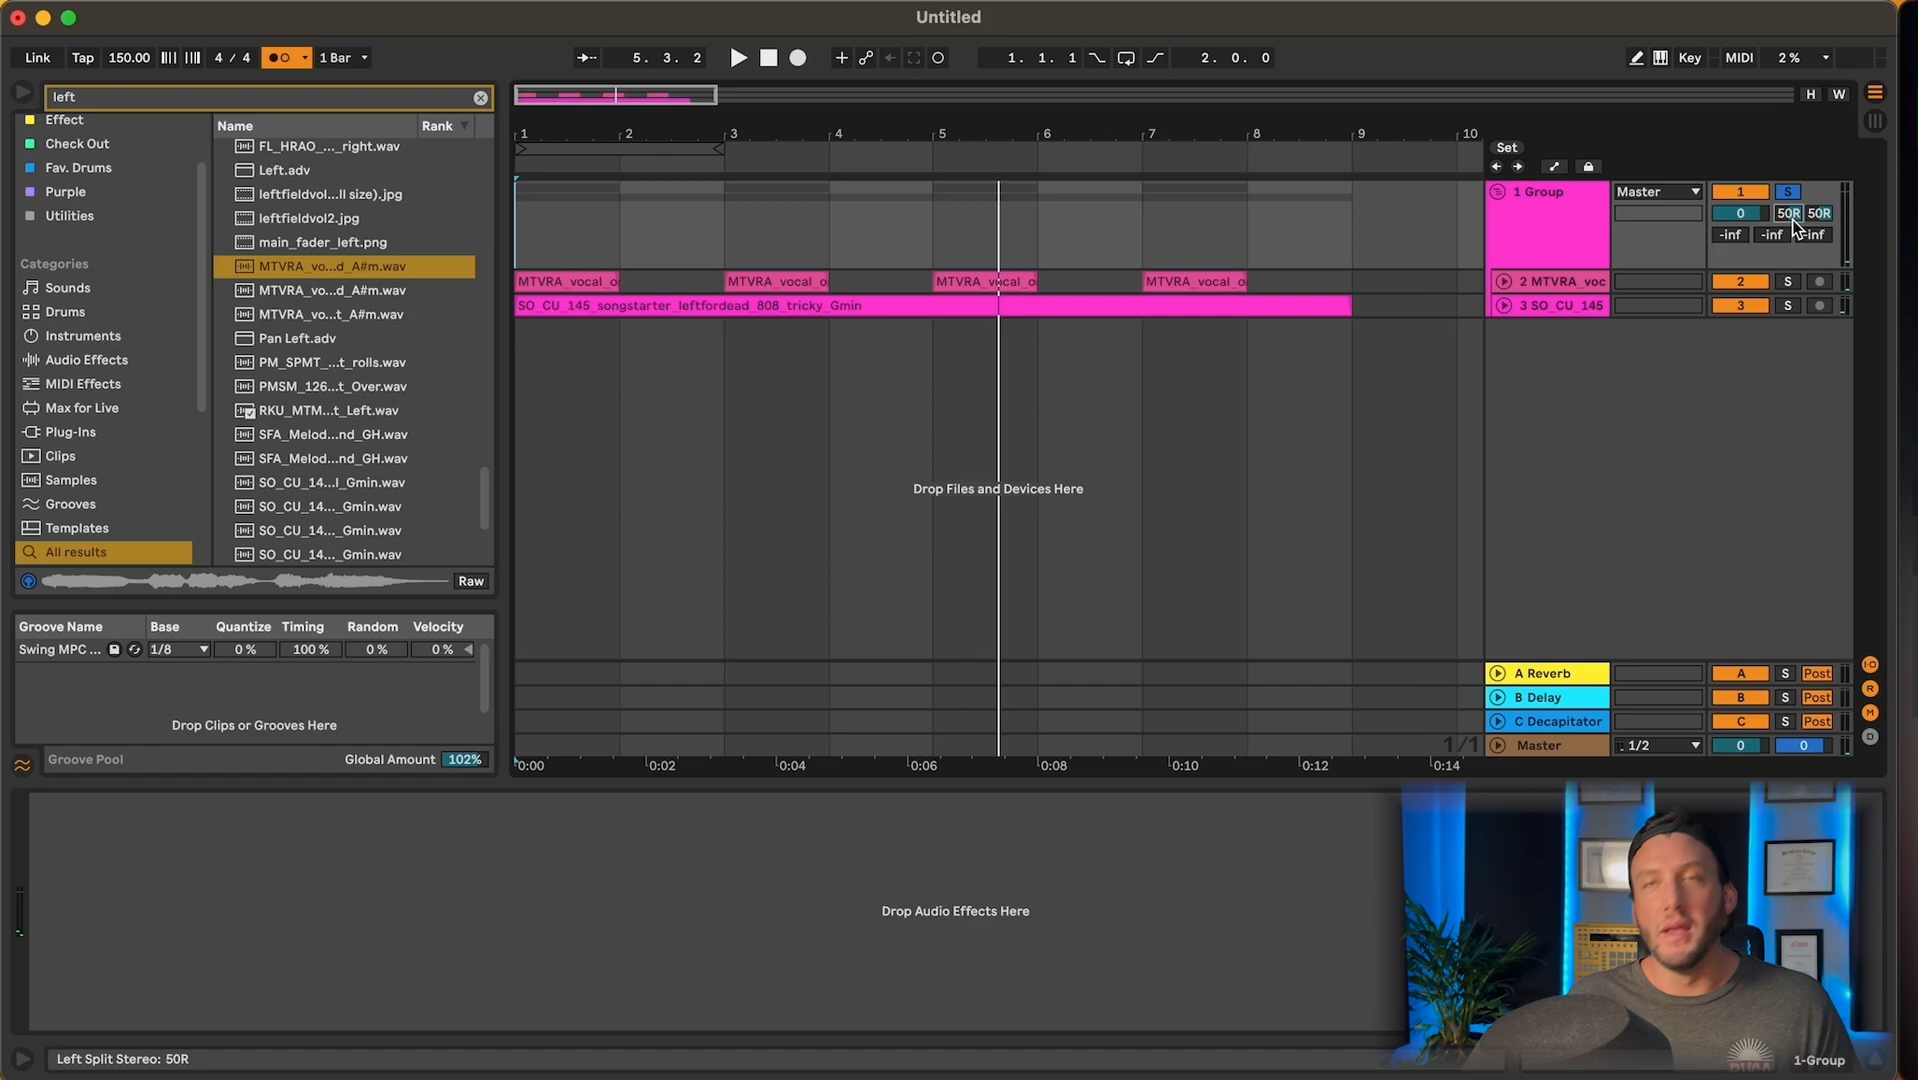 Untitled
Link Tap 150.00 4 / 4 1 Bar 5. 3. 2 1. 1. 1 2. 0. 0 Key MIDI 2 %
left
H W
Effect
Check Out
Fav. Drums
Purple
Utilities
Categories
Sounds
Drums
Instruments
Audio Effects
MIDI Effects
Max for Live
Plug-Ins
Clips
Samples
Grooves
Templates
All results
Name Rank
FL_HRAO_..._right.wav
Left.adv
leftfieldvol...ll size).jpg
leftfieldvol2.jpg
main_fader_left.png
MTVRA_vo...d_A#m.wav
MTVRA_vo...d_A#m.wav
MTVRA_vo...t_A#m.wav
Pan Left.adv
PM_SPMT_...t_rolls.wav
PMSM_126...t_Over.wav
RKU_MTM...t_Left.wav
SFA_Melod...nd_GH.wav
SFA_Melod...nd_GH.wav
SO_CU_14...l_Gmin.wav
SO_CU_14..._Gmin.wav
SO_CU_14..._Gmin.wav
SO_CU_14..._Gmin.wav
Raw
Groove Name Base Quantize Timing Random Velocity
Swing MPC ... 1/8 0 % 100 % 0 % 0 %
Drop Clips or Grooves Here
Groove Pool Global Amount 102%
1 2 3 4 5 6 7 8 9 10
Set
1 Group Master 1 S
0 50R 50R
-inf -inf -inf
MTVRA_vocal_o MTVRA_vocal_o MTVRA_vocal_o MTVRA_vocal_o 2 MTVRA_voc 2 S
SO_CU_145_songstarter_leftfordead_808_tricky_Gmin 3 SO_CU_145 3 S
Drop Files and Devices Here
A Reverb A S Post
B Delay B S Post
C Decapitator C S Post
1/1 Master 1/2 0 0
I·O
R
M
D
0:00 0:02 0:04 0:06 0:08 0:10 0:12 0:14
Drop Audio Effects Here
Left Split Stereo: 50R
1-Group